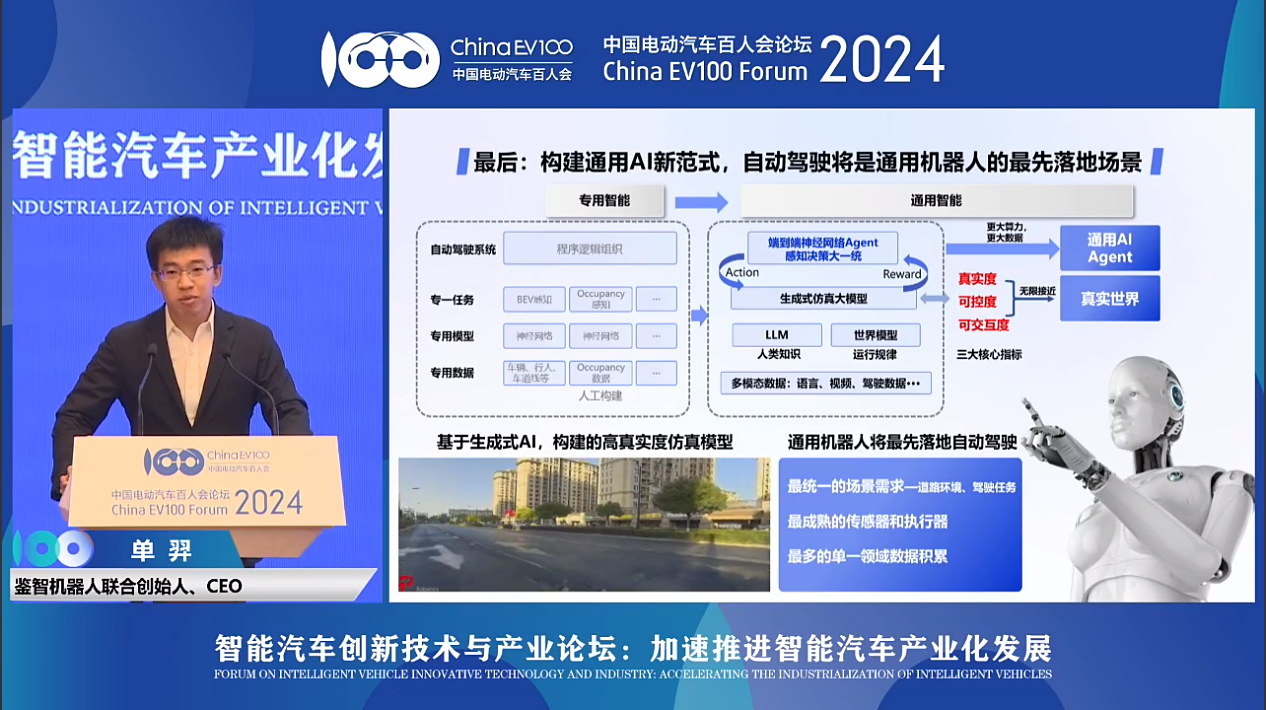 ChinaEV100
中国电动汽车百人会
中国电动汽车百人会论坛
China EV100 Forum
2024
智能汽车产业化发
INDUSTRIALIZATION OF INTELLIGENT V
ChinaEV100
中国电动汽车百人会
中国电动汽车百人会论坛
China EV100 Forum
2024
单 羿
鉴智机器人联合创始人、CEO
最后：构建通用AI新范式，自动驾驶将是通用机器人的最先落地场景
专用智能
通用智能
自动驾驶系统
程序逻辑组织
专一任务
BEV感知
Occupancy
感知
...
专用模型
神经网络
神经网络
...
专用数据
车辆、行人、
车道线等
Occupancy
数据
...
人工构建
端到端神经网络Agent
感知决策大一统
Action
Reward
生成式仿真大模型
LLM
世界模型
人类知识
运行规律
多模态数据：语言、视频、驾驶数据•••
更大算力，
更大数据
通用AI
Agent
真实度
可控度
可交互度
无限接近
真实世界
三大核心指标
基于生成式AI，构建的高真实度仿真模型
通用机器人将最先落地自动驾驶
最统一的场景需求—道路环境、驾驶任务
最成熟的传感器和执行器
最多的单一领域数据积累
智能汽车创新技术与产业论坛：加速推进智能汽车产业化发展
FORUM ON INTELLIGENT VEHICLE INNOVATIVE TECHNOLOGY AND INDUSTRY: ACCELERATING THE INDUSTRIALIZATION OF INTELLIGENT VEHICLES